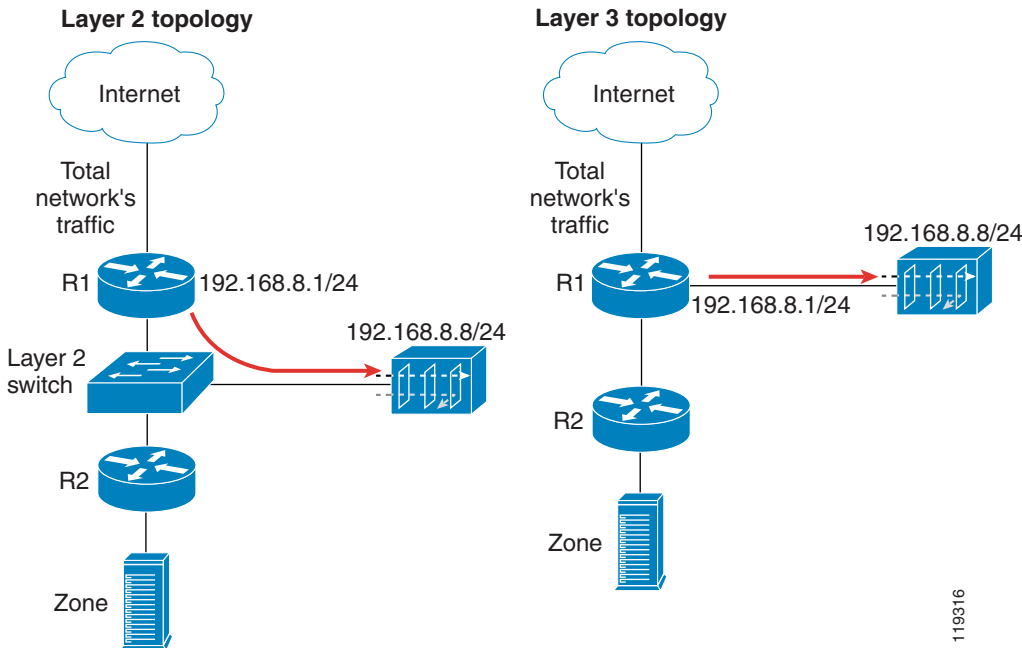 Layer 2 topology
Internet
Total
network's
traffic
R1
192.168.8.1/24
192.168.8.8/24
Layer 2
switch
R2
Zone
Layer 3 topology
Internet
Total
network's
traffic
192.168.8.8/24
R1
192.168.8.1/24
R2
Zone
119316